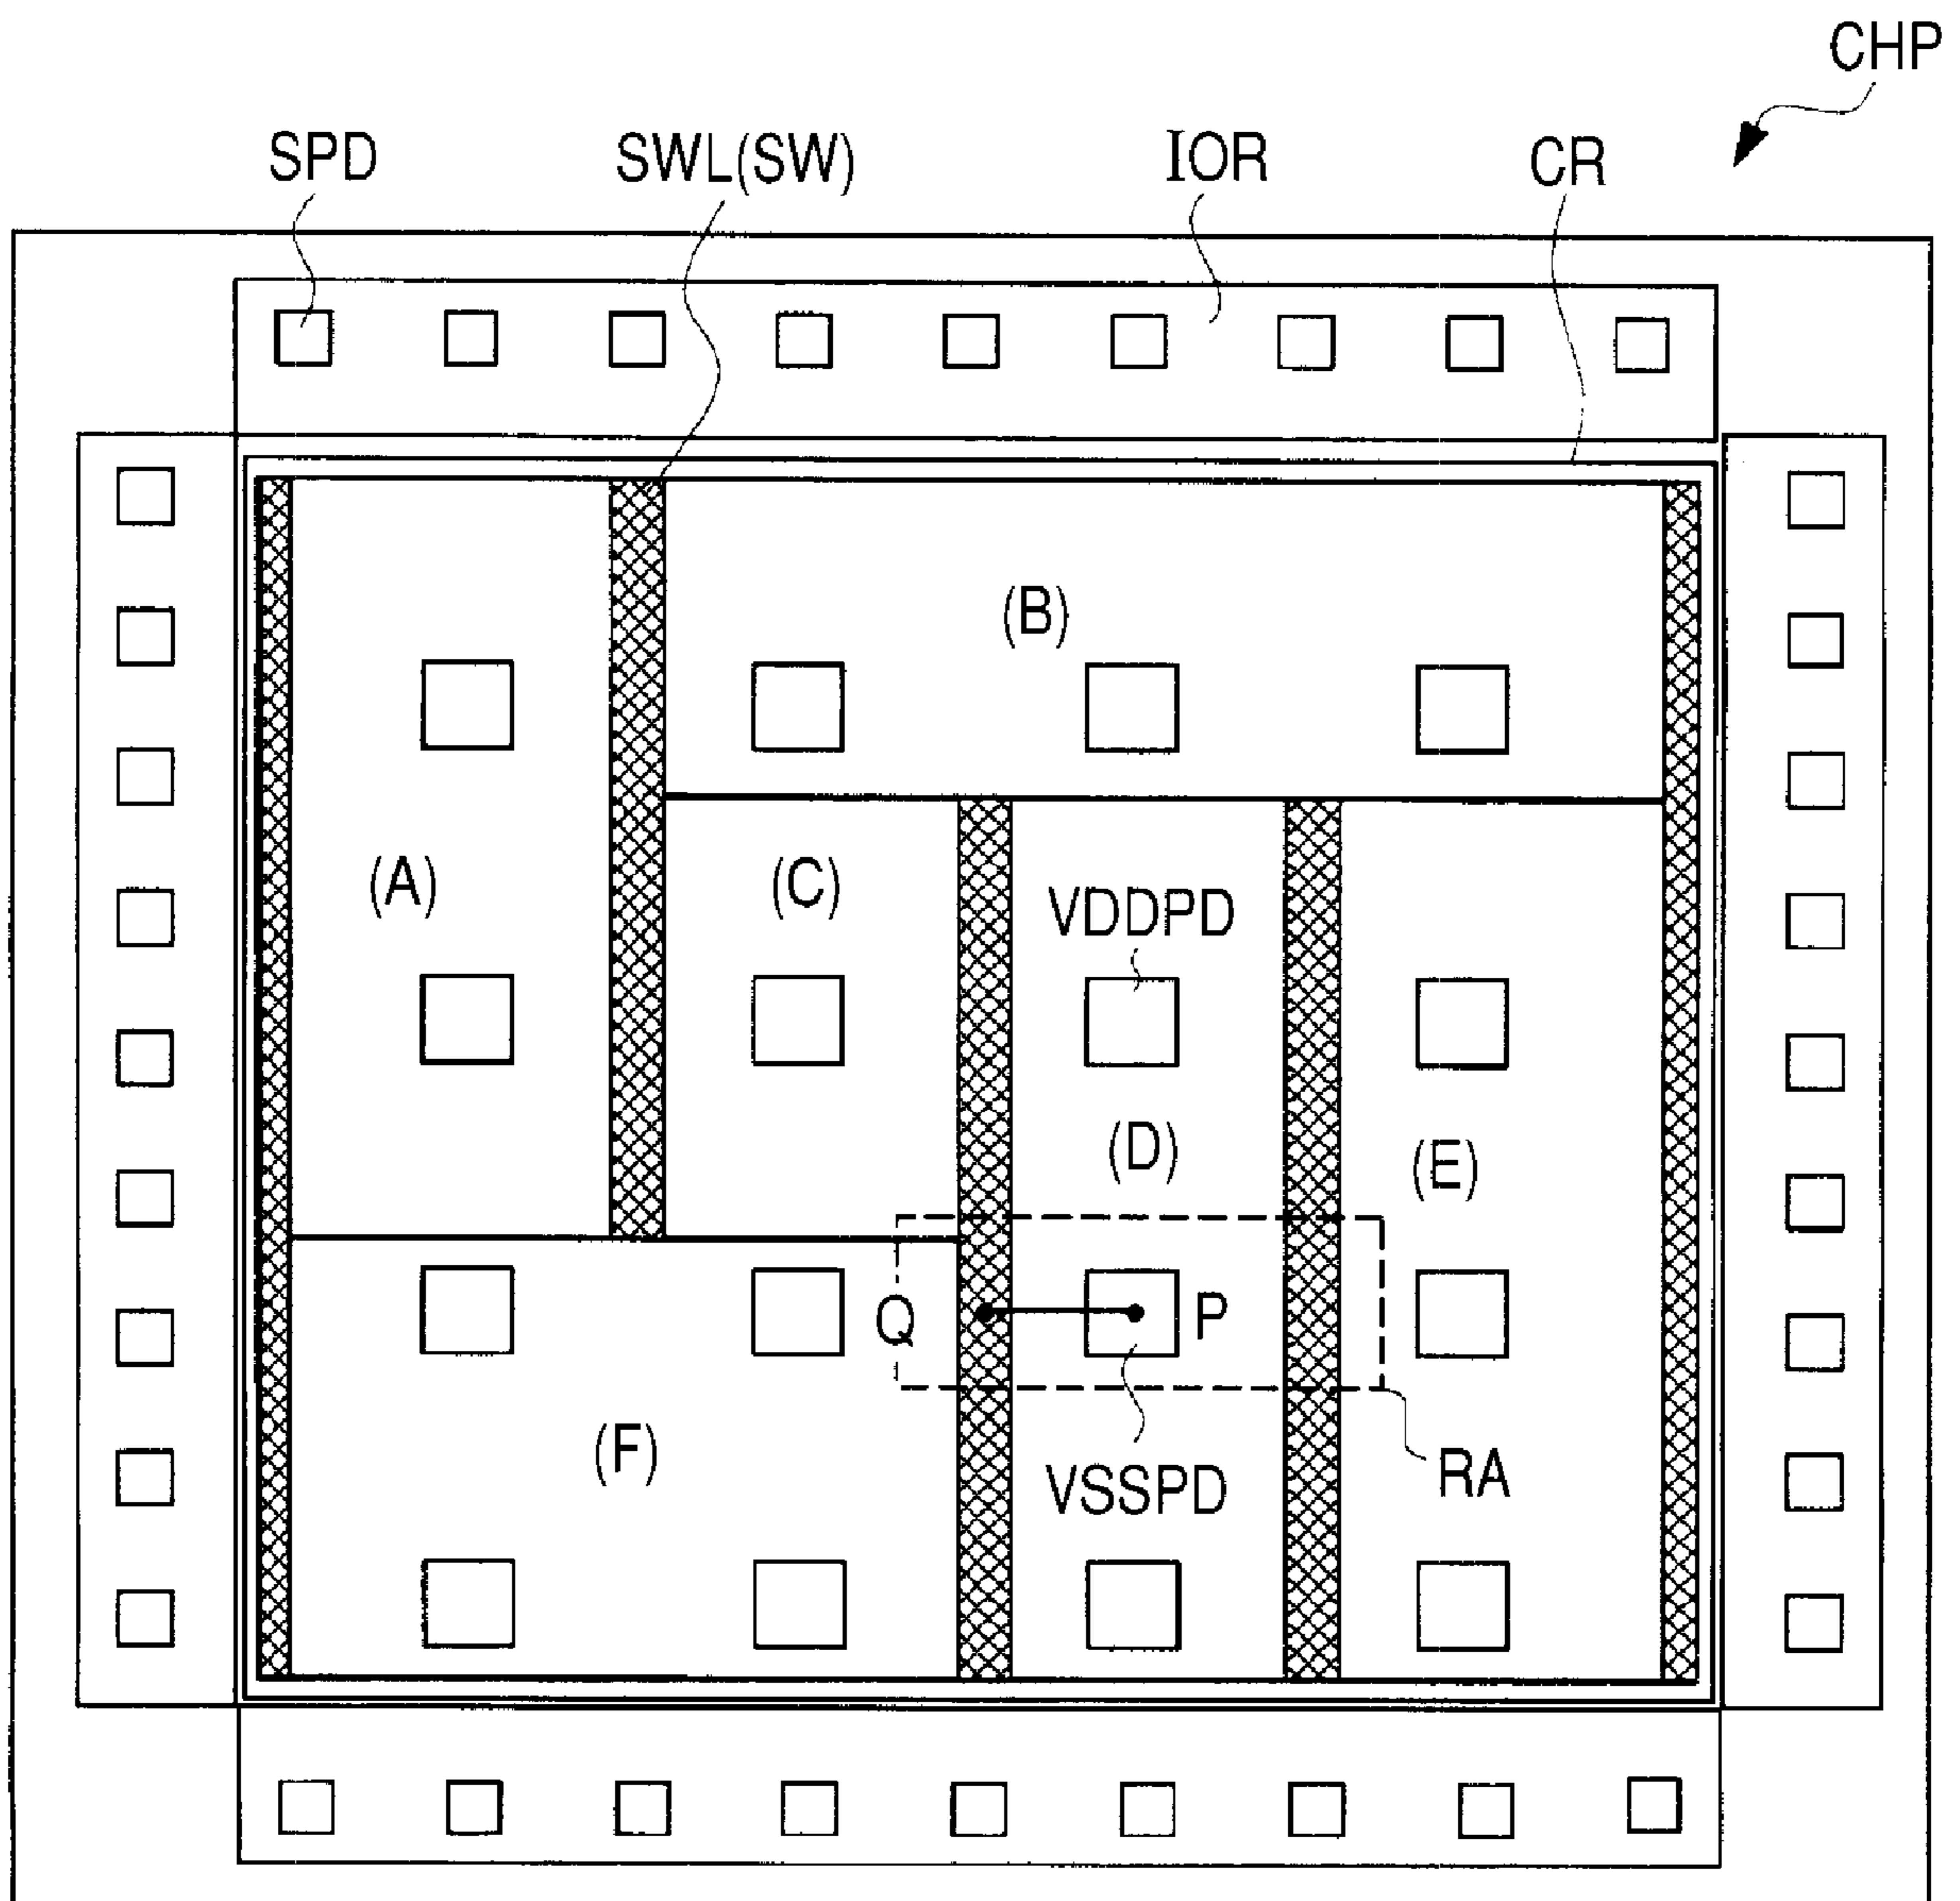 CHP
SPD
SWL(SW)
IOR
CR
(B)
(A)
(C)
VDDPD
(D)
(E)
Q
P
(F)
VSSPD
RA